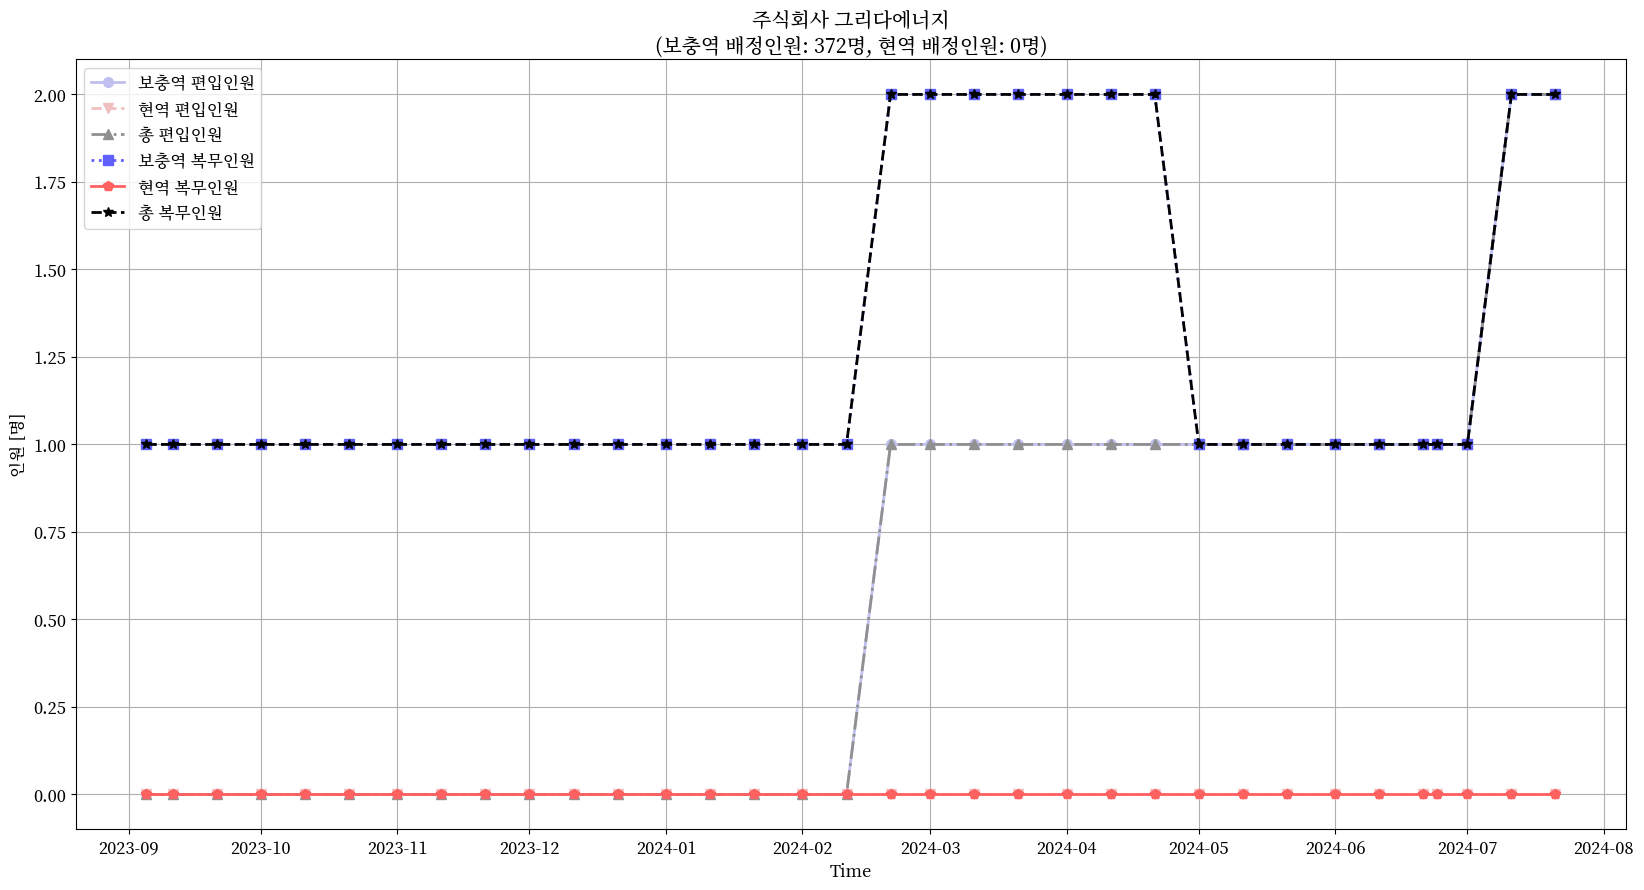 주식회사 그리다에너지
(보충역 배정인원: 372명, 현역 배정인원: 0명)
보충역 편입인원
현역 편입인원
총 편입인원
보충역 복무인원
현역 복무인원
총 복무인원
2.00
1.75
1.50
1.25
1.00
0.75
0.50
0.25
0.00
인원 [명]
2023-09
2023-10
2023-11
2023-12
2024-01
2024-02
2024-03
2024-04
2024-05
2024-06
2024-07
2024-08
Time